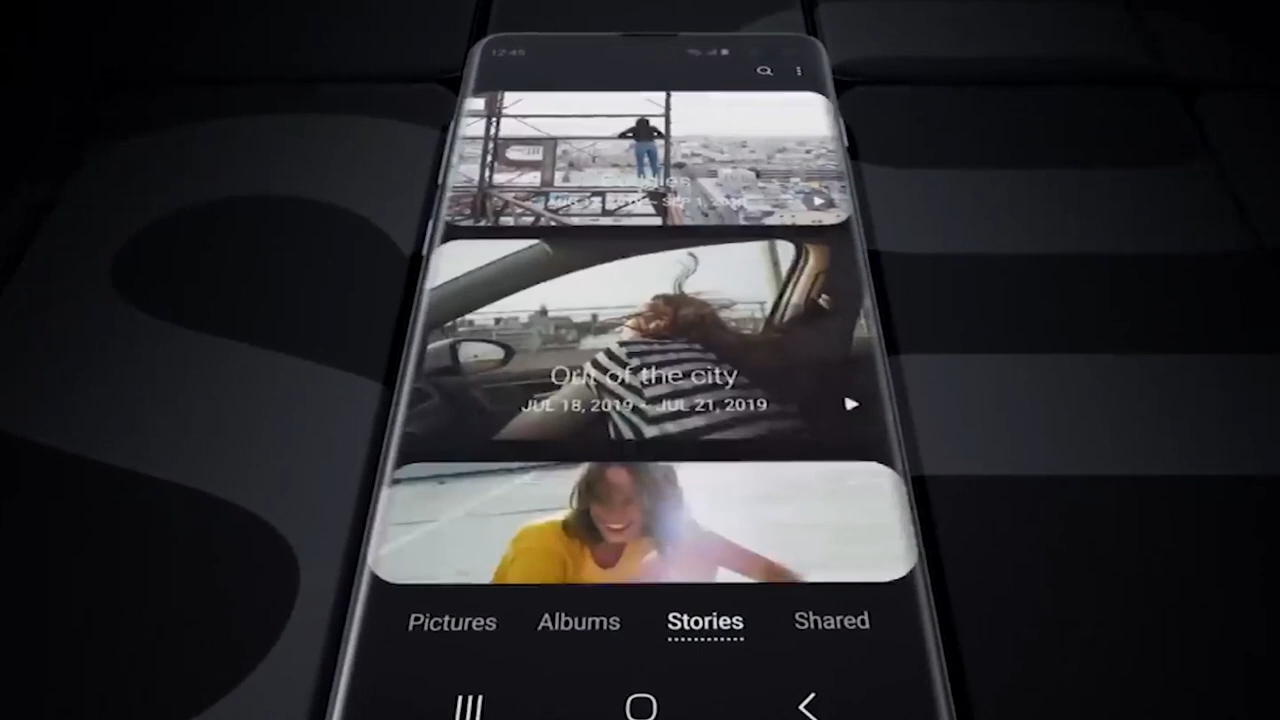 12:45
Out of the city
JUL 18, 2019 - JUL 21, 2019
Pictures Albums Stories Shared